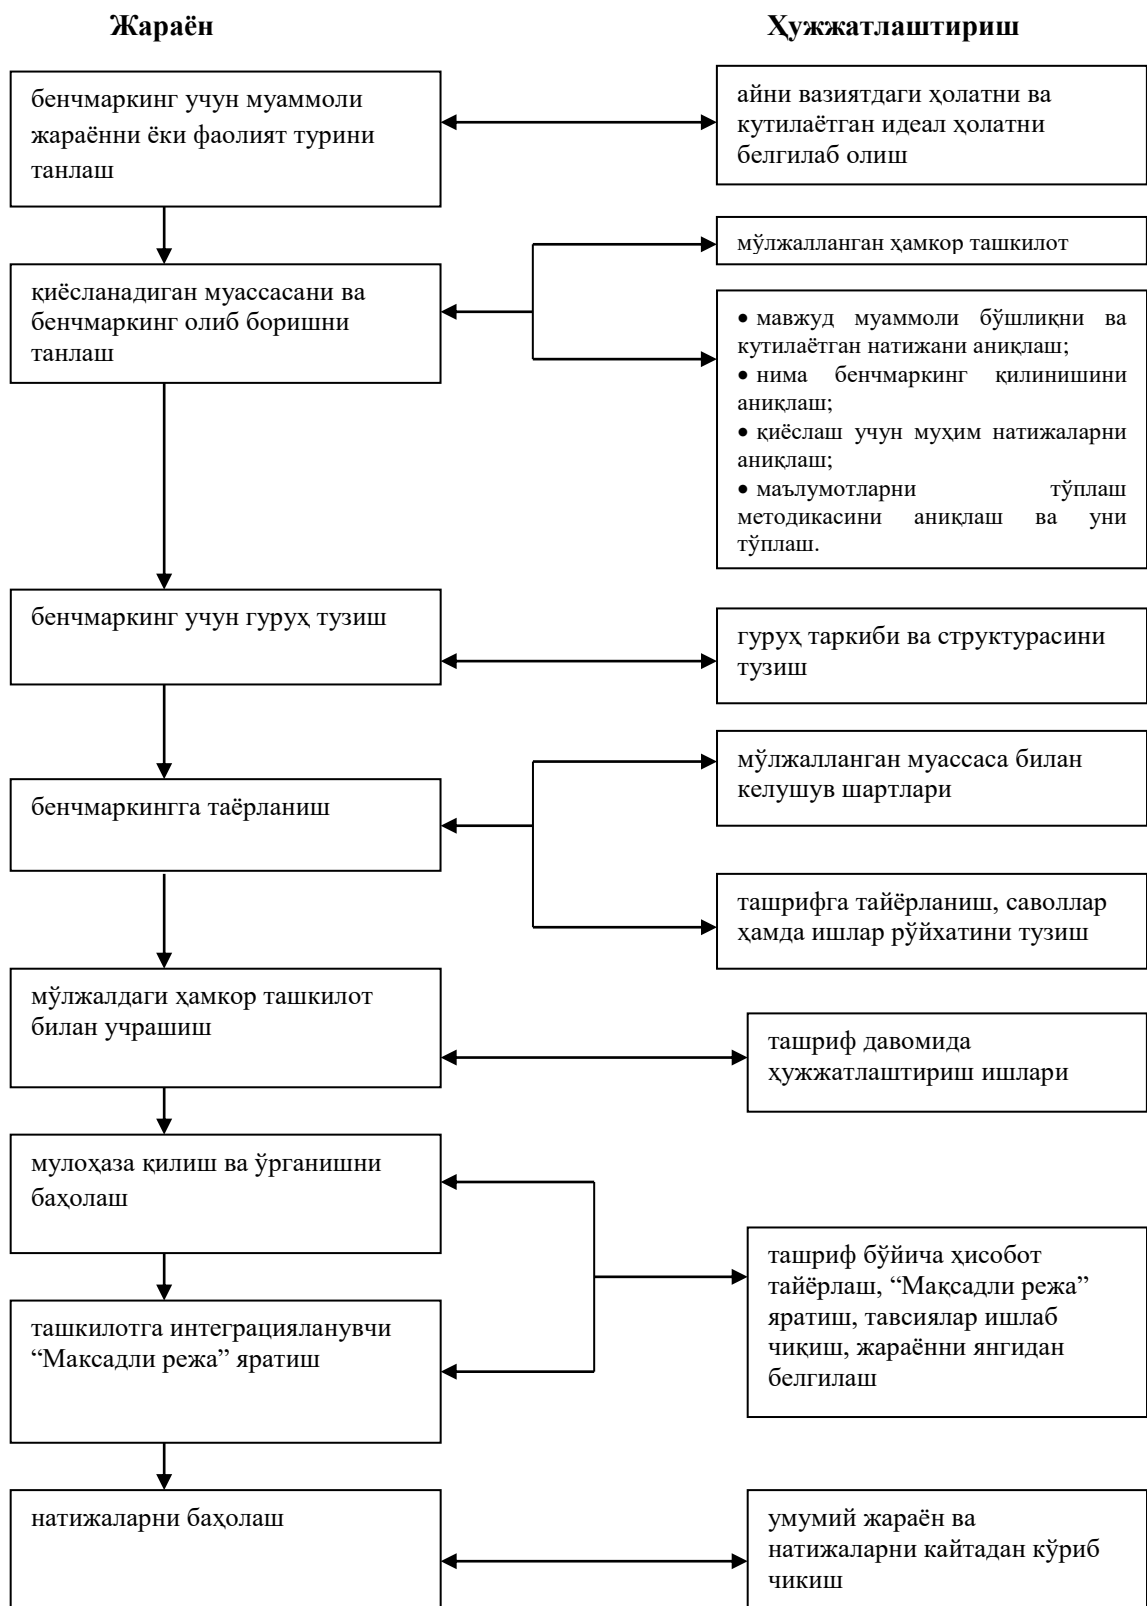 Жараён
Ҳужжатлаштириш
бенчмаркинг учун муаммоли
жараённи ёки фаолият турини
танлаш
айни вазиятдаги ҳолатни ва
кутилаётган идеал ҳолатни
белгилаб олиш
мўлжалланган ҳамкор ташкилот
қиёсланадиган муассасани ва
бенчмаркинг олиб боришни
танлаш
• мавжуд муаммоли бўшлиқни ва
кутилаётган натижани аниқлаш;
• нима бенчмаркинг қилинишини
аниқлаш;
• қиёслаш учун муҳим натижаларни
аниқлаш;
• маълумотларни тўплаш
методикасини аниқлаш ва уни
тўплаш.
бенчмаркинг учун гуруҳ тузиш
гуруҳ таркиби ва структурасини
тузиш
мўлжалланган муассаса билан
келушув шартлари
бенчмаркингга таёрланиш
ташрифга тайёрланиш, саволлар
ҳамда ишлар рўйхатини тузиш
мўлжалдаги ҳамкор ташкилот
билан учрашиш
ташриф давомида
ҳужжатлаштириш ишлари
мулоҳаза қилиш ва ўрганишни
баҳолаш
ташриф бўйича ҳисобот
тайёрлаш, “Мақсадли режа”
яратиш, тавсиялар ишлаб
чиқиш, жараённи янгидан
белгилаш
ташкилотга интеграцияланувчи
“Максадли режа” яратиш
натижаларни баҳолаш
умумий жараён ва
натижаларни кайтадан кўриб
чикиш